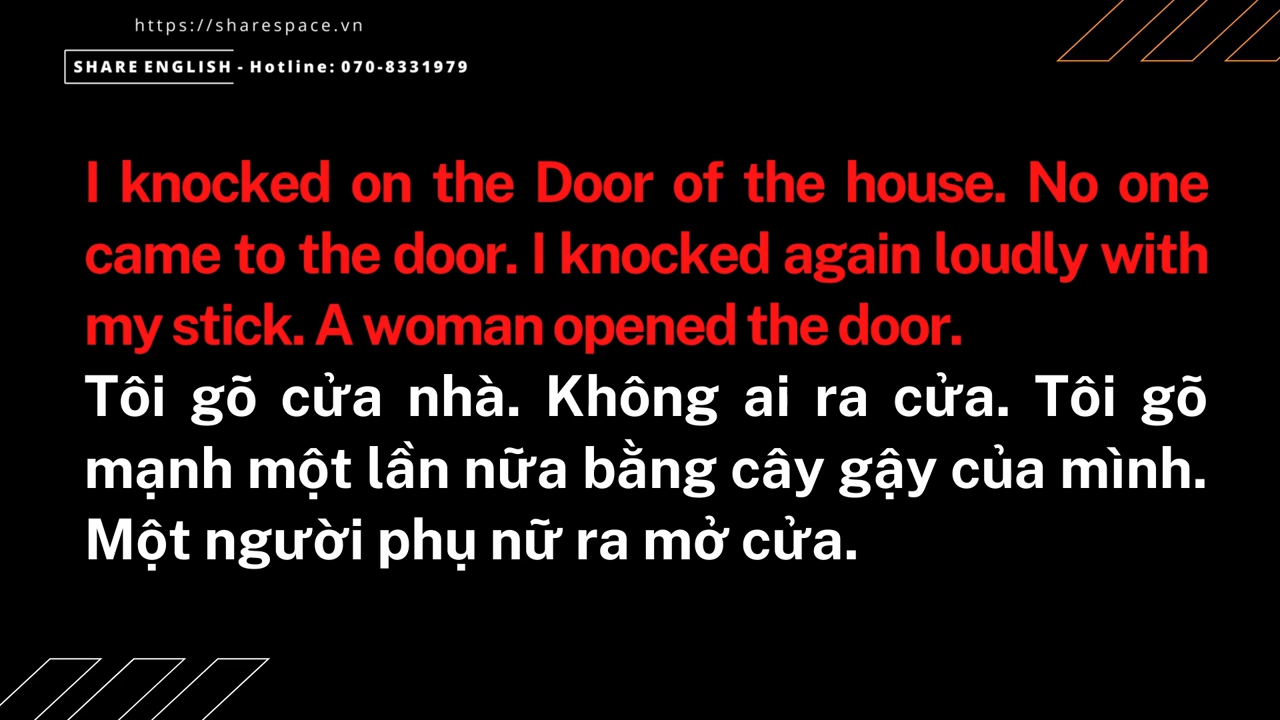 https://sharespace.vn
SHARE ENGLISH - Hotline: 070-8331979
I knocked on the Door of the house. No one
came to the door. I knocked again loudly with
my stick. A woman opened the door.
Tôi gõ cửa nhà. Không ai ra cửa. Tôi gõ
mạnh một lần nữa bằng cây gậy của mình.
Một người phụ nữ ra mở cửa.